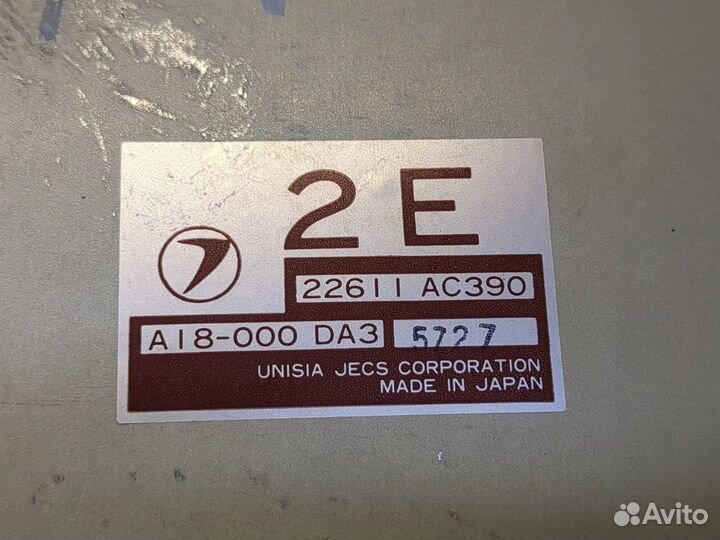 2E
22611 AC390
A18-000 DA3 5727
UNISIA JECS CORPORATION
MADE IN JAPAN
Avito